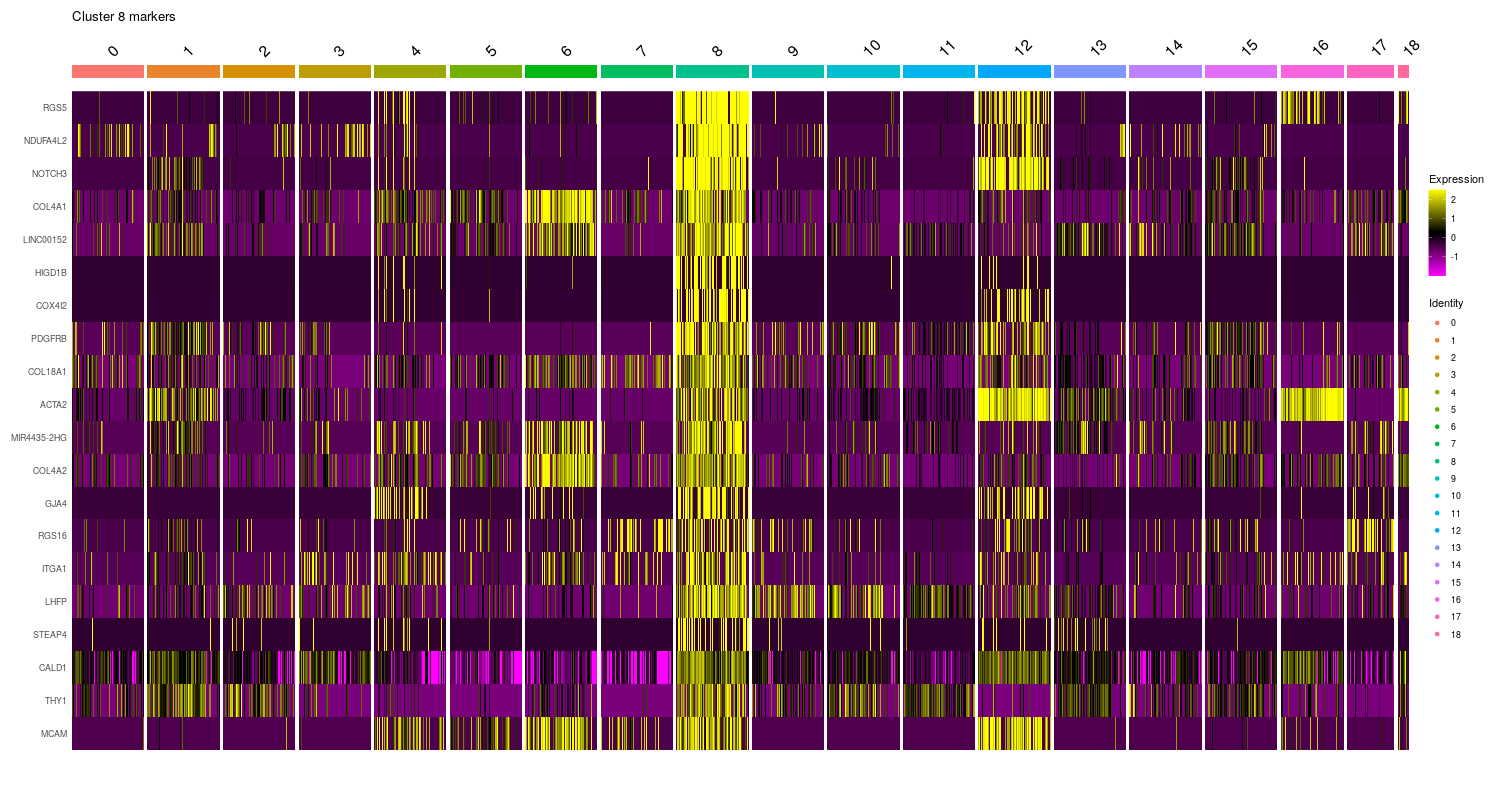 Cluster 8 markers
0 1 2 3 4 5 6 7 8 9 10 11 12 13 14 15 16 17 18
RGS5
NDUFA4L2
NOTCH3
COL4A1
LINC00152
HIGD1B
COX4I2
PDGFRB
COL18A1
ACTA2
MIR4435-2HG
COL4A2
GJA4
RGS16
ITGA1
LHFP
STEAP4
CALD1
THY1
MCAM
Expression
2
1
0
-1
Identity
0
1
2
3
4
5
6
7
8
9
10
11
12
13
14
15
16
17
18